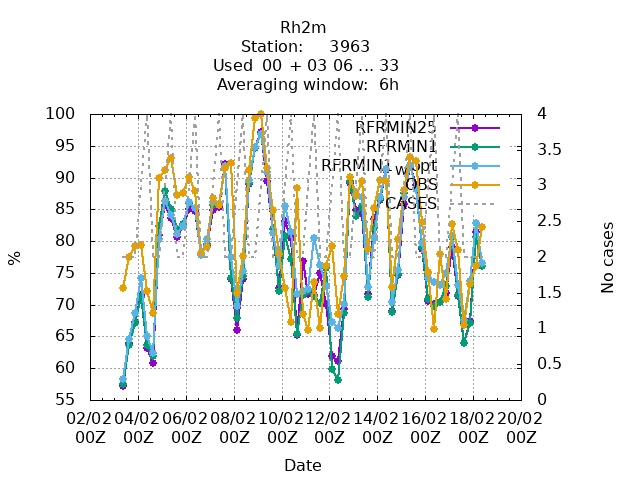 Rh2m
Station: 3963
Used 00 + 03 06 ... 33
Averaging window: 6h
100
95
90
85
80
75
70
65
60
55
4
3.5
3
2.5
2
1.5
1
0.5
0
RFRMIN25
RFRMIN1
RFRMIN1wopt
OBS
CASES
%
No cases
02/02 04/02 06/02 08/02 10/02 12/02 14/02 16/02 18/02 20/02
00Z 00Z 00Z 00Z 00Z 00Z 00Z 00Z 00Z 00Z
Date